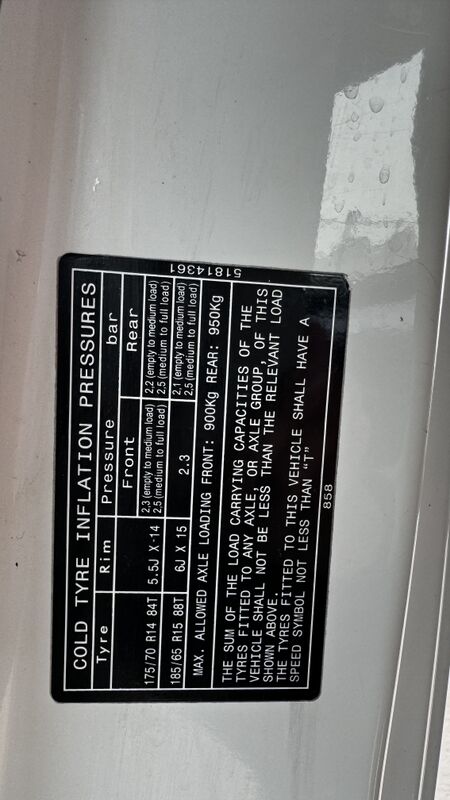 COLD TYRE INFLATION PRESSURES
Tyre Rim Pressure bar
Front Rear
175/70 R14 84T 5.5J X 14 2,3 (empty to medium load) 2,2 (empty to medium load)
2,5 (medium to full load) 2,5 (medium to full load)
185/65 R15 88T 6J X 15 2.3 2,1 (empty to medium load)
2,5 (medium to full load)
MAX. ALLOWED AXLE LOADING FRONT: 900Kg REAR: 950Kg
THE SUM OF THE LOAD CARRYING CAPACITIES OF THE
TYRES FITTED TO ANY AXLE, OR AXLE GROUP, OF THIS
VEHICLE SHALL NOT BE LESS THAN THE RELEVANT LOAD
SHOWN ABOVE.
THE TYRES FITTED TO THIS VEHICLE SHALL HAVE A
SPEED SYMBOL NOT LESS THAN “T”
858
51814361